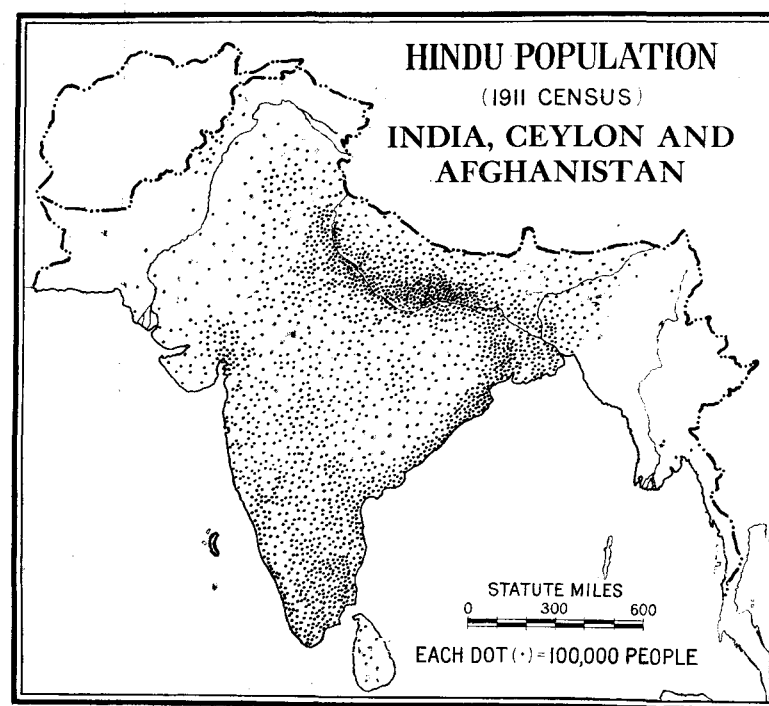 HINDU POPULATION
(1911 CENSUS)
INDIA, CEYLON AND
AFGHANISTAN
STATUTE MILES
0 300 600
EACH DOT (·) = 100,000 PEOPLE